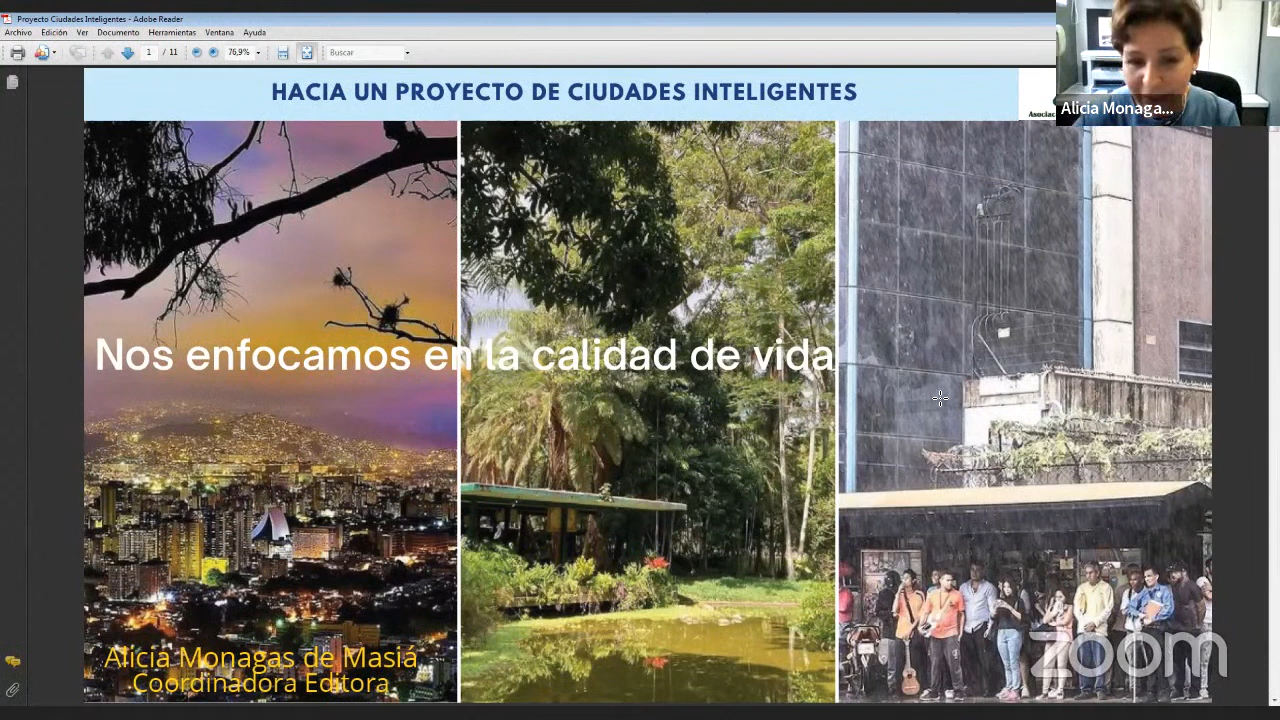 Proyecto Ciudades Inteligentes - Adobe Reader
Archivo Edición Ver Documento Herramientas Ventana Ayuda
1 / 11 76,9% Buscar
HACIA UN PROYECTO DE CIUDADES INTELIGENTES
Asociac
Alicia Monaga...
Nos enfocamos en la calidad de vida
Alicia Monagas de Masiá
Coordinadora Editora
zoom